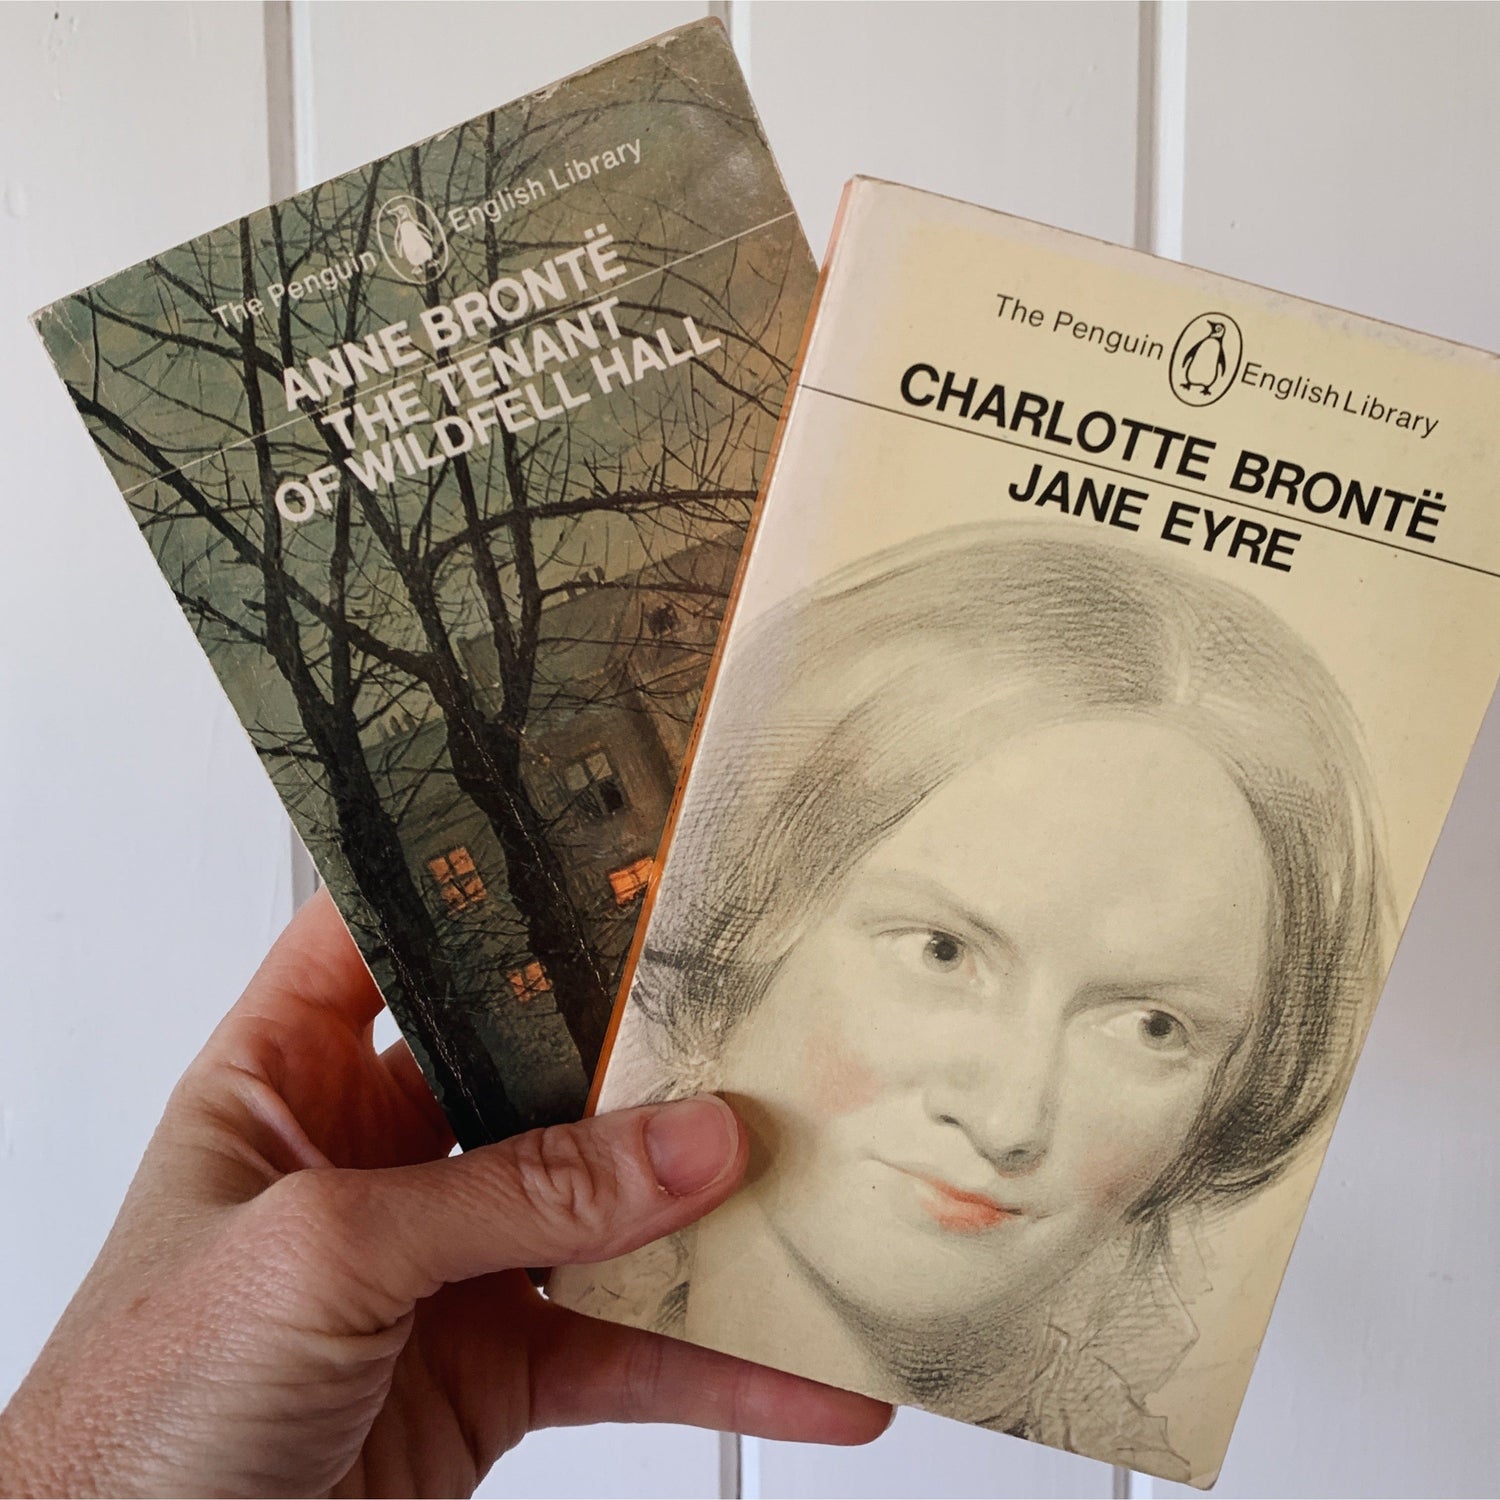 The Penguin English Library
ANNE BRONTË
THE TENANT
OF WILDFELL HALL
The Penguin English Library
CHARLOTTE BRONTË
JANE EYRE